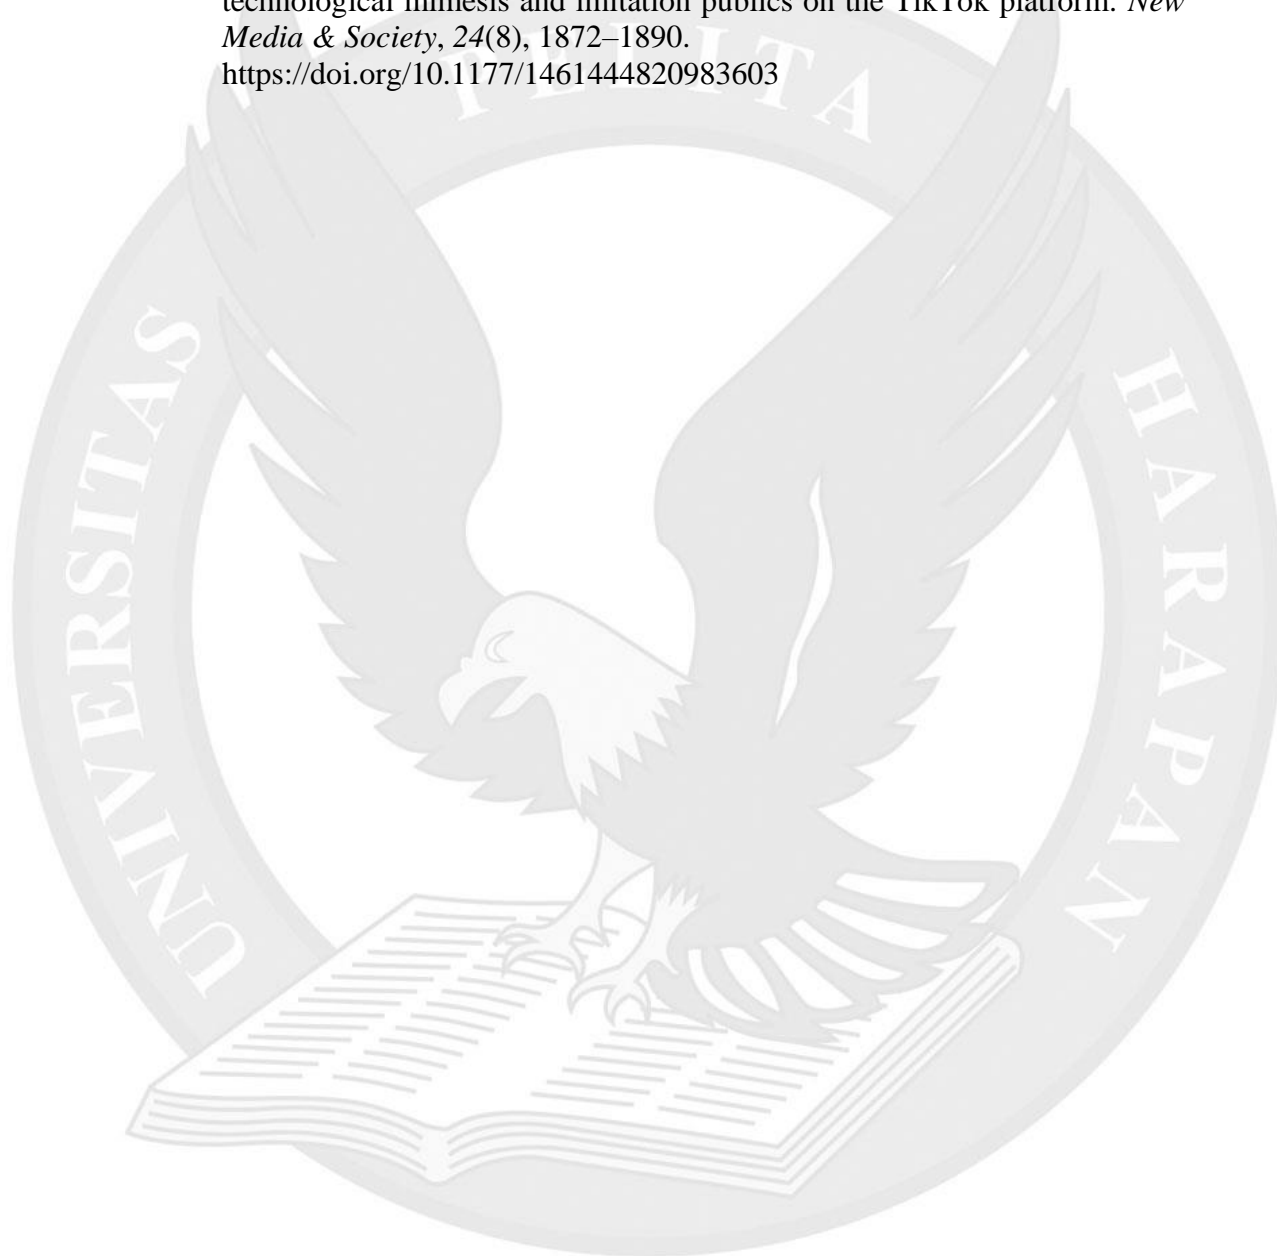 technological mimesis and imitation publics on the TikTok platform. New
Media & Society, 24(8), 1872–1890.
https://doi.org/10.1177/1461444820983603
PELITA
UNIVERSITAS
HARAPAN